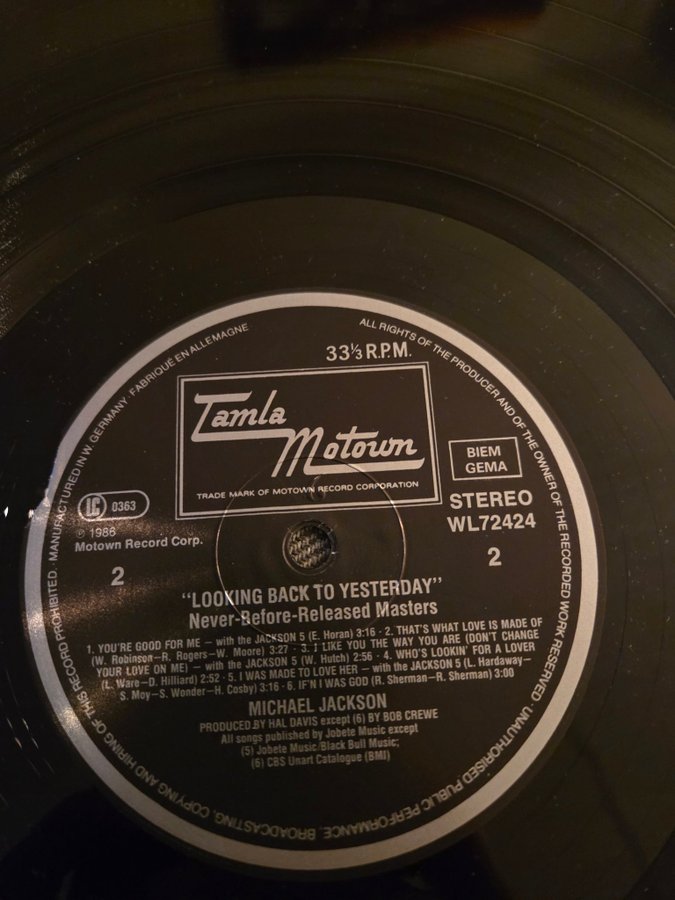 MANUFACTURED IN W. GERMANY · FABRIQUÉ EN ALLEMAGNE
ALL RIGHTS OF THE PRODUCER AND OF THE OWNER OF THE RECORDED WORK RESERVED · UNAUTHORISED PUBLIC PERFORMANCE, BROADCASTING, COPYING AND HIRING OF THIS RECORD PROHIBITED ·
33⅓ R.P.M.
Tamla
Motown
TRADE MARK OF MOTOWN RECORD CORPORATION
BIEM
GEMA
LC 0363
STEREO
WL72424
℗ 1986
Motown Record Corp.
2
2
"LOOKING BACK TO YESTERDAY"
Never-Before-Released Masters
1. YOU'RE GOOD FOR ME – with the JACKSON 5 (E. Horan) 3:16 · 2. THAT'S WHAT LOVE IS MADE OF
(W. Robinson–R. Rogers–W. Moore) 3:27 · 3. I LIKE YOU THE WAY YOU ARE (DON'T CHANGE
YOUR LOVE ON ME) – with the JACKSON 5 (W. Hutch) 2:56 · 4. WHO'S LOOKIN' FOR A LOVER
(L. Ware–D. Hilliard) 2:52 · 5. I WAS MADE TO LOVE HER – with the JACKSON 5 (L. Hardaway–
S. Moy–S. Wonder–H. Cosby) 3:16 · 6. IF'N I WAS GOD (R. Sherman–R. Sherman) 3:00
MICHAEL JACKSON
PRODUCED BY HAL DAVIS except (6) BY BOB CREWE
All songs published by Jobete Music except
(5) Jobete Music/Black Bull Music;
(6) CBS Unart Catalogue (BMI)